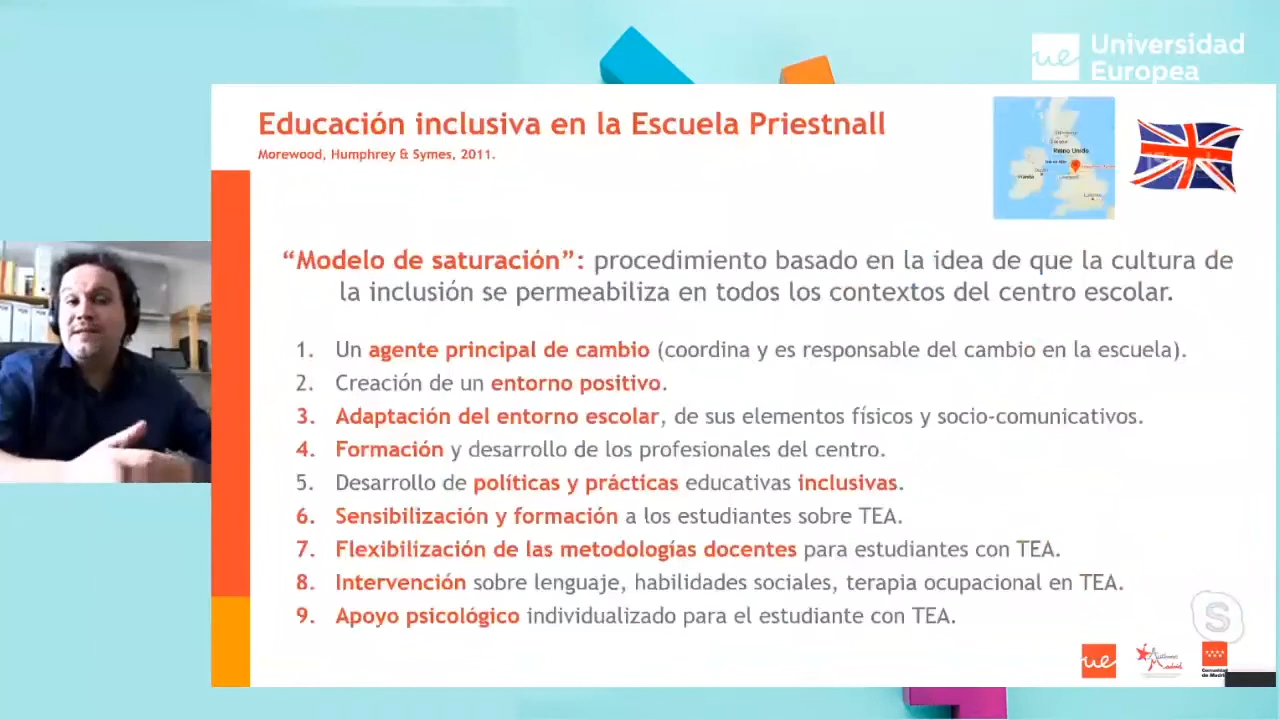 Universidad
Europea
ue
Educación inclusiva en la Escuela Priestnall
Morewood, Humphrey & Symes, 2011.
Reino Unido
“Modelo de saturación”: procedimiento basado en la idea de que la cultura de
la inclusión se permeabiliza en todos los contextos del centro escolar.
1. Un agente principal de cambio (coordina y es responsable del cambio en la escuela).
2. Creación de un entorno positivo.
3. Adaptación del entorno escolar, de sus elementos físicos y socio-comunicativos.
4. Formación y desarrollo de los profesionales del centro.
5. Desarrollo de políticas y prácticas educativas inclusivas.
6. Sensibilización y formación a los estudiantes sobre TEA.
7. Flexibilización de las metodologías docentes para estudiantes con TEA.
8. Intervención sobre lenguaje, habilidades sociales, terapia ocupacional en TEA.
9. Apoyo psicológico individualizado para el estudiante con TEA.
S
ue
Comunidad
de Madrid